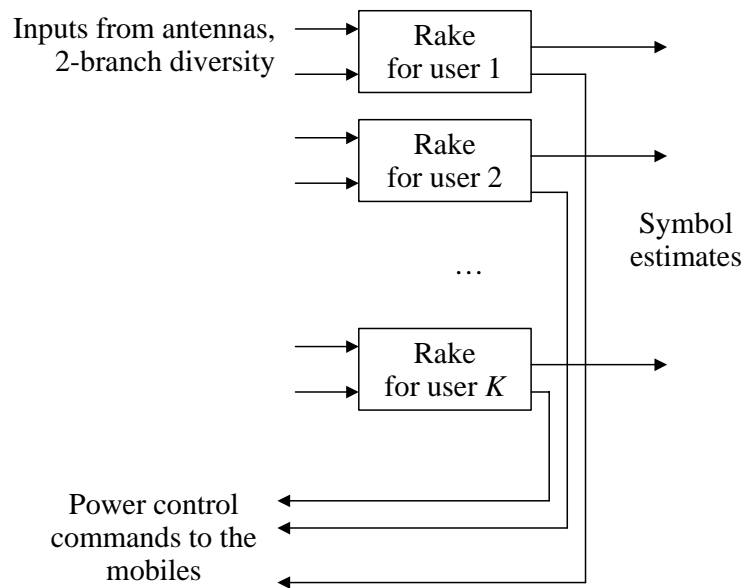 Inputs from antennas,
2-branch diversity
Rake
for user 1
Rake
for user 2
Symbol
estimates
…
Rake
for user K
Power control
commands to the
mobiles